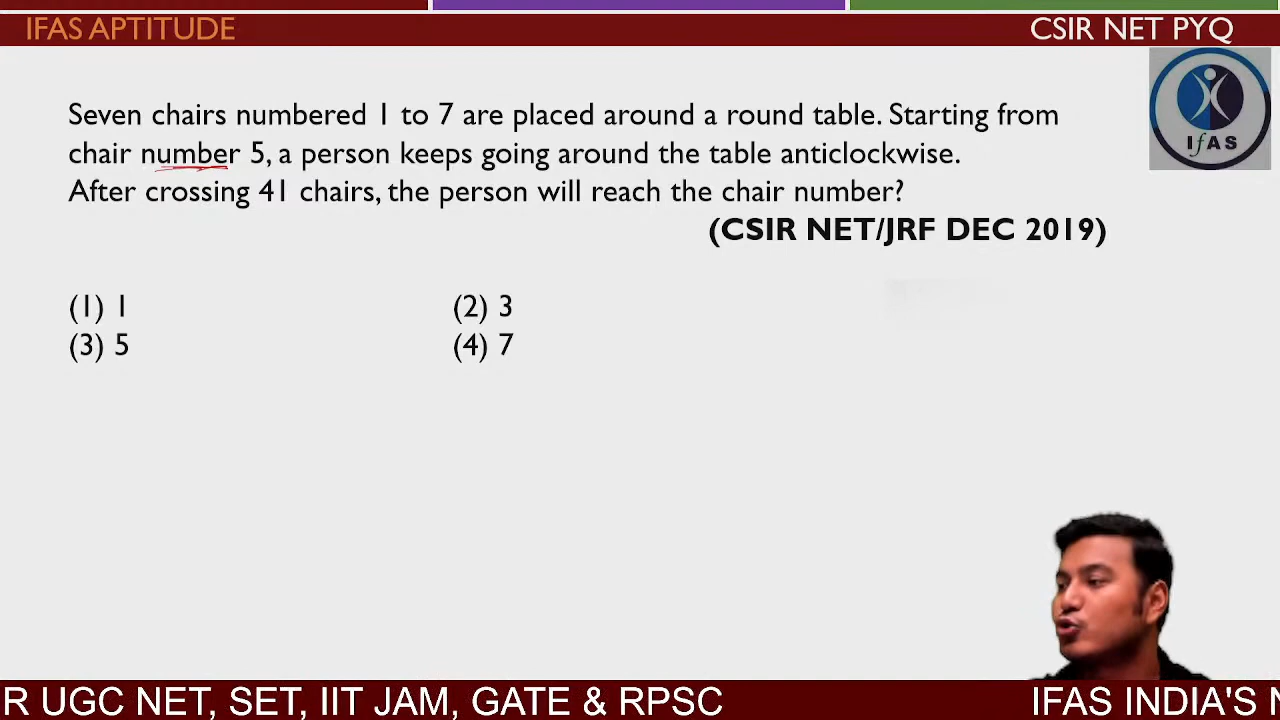 IFAS APTITUDE
CSIR NET PYQ
Seven chairs numbered 1 to 7 are placed around a round table. Starting from
chair number 5, a person keeps going around the table anticlockwise.
After crossing 41 chairs, the person will reach the chair number?
(CSIR NET/JRF DEC 2019)
(1) 1
(2) 3
(3) 5
(4) 7
IfAS
R UGC NET, SET, IIT JAM, GATE & RPSC
IFAS INDIA'S N